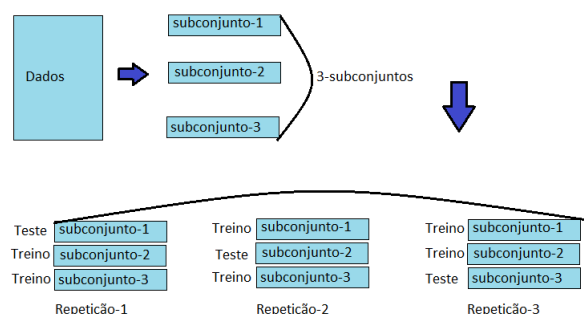 Dados
subconjunto-1
subconjunto-2
subconjunto-3
3-subconjuntos
Teste subconjunto-1
Treino subconjunto-2
Treino subconjunto-3
Repetição-1
Treino subconjunto-1
Teste subconjunto-2
Treino subconjunto-3
Repetição-2
Treino subconjunto-1
Treino subconjunto-2
Teste subconjunto-3
Repetição-3